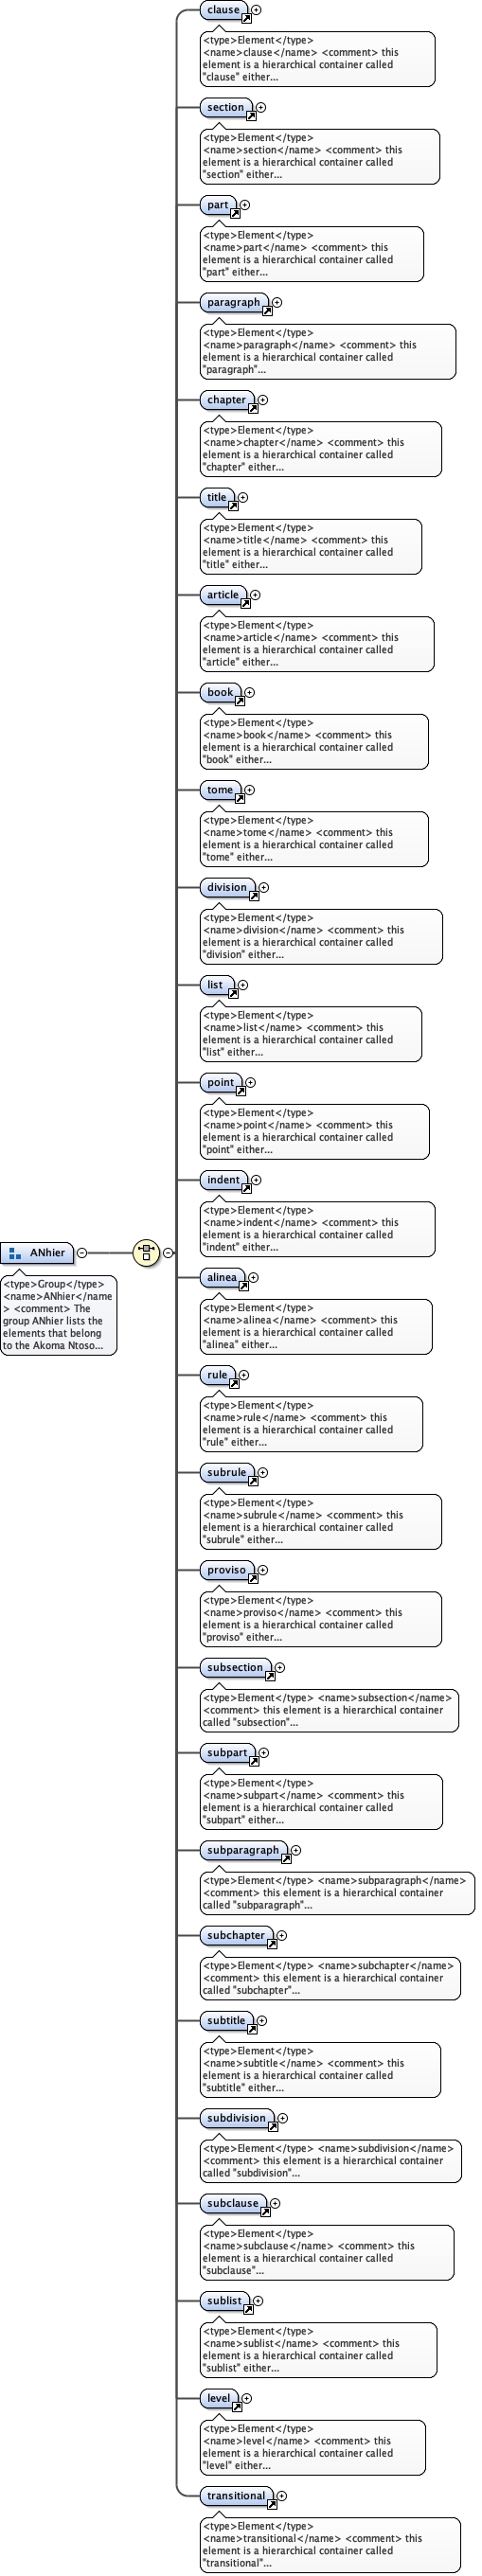 clause
<type>Element</type>
<name>clause</name> <comment> this
element is a hierarchical container called
"clause" either...
section
<type>Element</type>
<name>section</name> <comment> this
element is a hierarchical container called
"section" either...
part
<type>Element</type>
<name>part</name> <comment> this
element is a hierarchical container called
"part" either...
paragraph
<type>Element</type>
<name>paragraph</name> <comment> this
element is a hierarchical container called
"paragraph"...
chapter
<type>Element</type>
<name>chapter</name> <comment> this
element is a hierarchical container called
"chapter" either...
title
<type>Element</type>
<name>title</name> <comment> this
element is a hierarchical container called
"title" either...
article
<type>Element</type>
<name>article</name> <comment> this
element is a hierarchical container called
"article" either...
book
<type>Element</type>
<name>book</name> <comment> this
element is a hierarchical container called
"book" either...
tome
<type>Element</type>
<name>tome</name> <comment> this
element is a hierarchical container called
"tome" either...
division
<type>Element</type>
<name>division</name> <comment> this
element is a hierarchical container called
"division" either...
list
<type>Element</type>
<name>list</name> <comment> this
element is a hierarchical container called
"list" either...
point
<type>Element</type>
<name>point</name> <comment> this
element is a hierarchical container called
"point" either...
indent
<type>Element</type>
<name>indent</name> <comment> this
element is a hierarchical container called
"indent" either...
ANhier
<type>Group</type>
<name>ANhier</name
> <comment> The
group ANhier lists the
elements that belong
to the Akoma Ntoso...
alinea
<type>Element</type>
<name>alinea</name> <comment> this
element is a hierarchical container called
"alinea" either...
rule
<type>Element</type>
<name>rule</name> <comment> this
element is a hierarchical container called
"rule" either...
subrule
<type>Element</type>
<name>subrule</name> <comment> this
element is a hierarchical container called
"subrule" either...
proviso
<type>Element</type>
<name>proviso</name> <comment> this
element is a hierarchical container called
"proviso" either...
subsection
<type>Element</type> <name>subsection</name>
<comment> this element is a hierarchical container
called "subsection"...
subpart
<type>Element</type>
<name>subpart</name> <comment> this
element is a hierarchical container called
"subpart" either...
subparagraph
<type>Element</type> <name>subparagraph</name>
<comment> this element is a hierarchical container
called "subparagraph"...
subchapter
<type>Element</type> <name>subchapter</name>
<comment> this element is a hierarchical container
called "subchapter"...
subtitle
<type>Element</type>
<name>subtitle</name> <comment> this
element is a hierarchical container called
"subtitle" either...
subdivision
<type>Element</type> <name>subdivision</name>
<comment> this element is a hierarchical container
called "subdivision"...
subclause
<type>Element</type>
<name>subclause</name> <comment> this
element is a hierarchical container called
"subclause"...
sublist
<type>Element</type>
<name>sublist</name> <comment> this
element is a hierarchical container called
"sublist" either...
level
<type>Element</type>
<name>level</name> <comment> this
element is a hierarchical container called
"level" either...
transitional
<type>Element</type>
<name>transitional</name> <comment> this
element is a hierarchical container called
"transitional"...